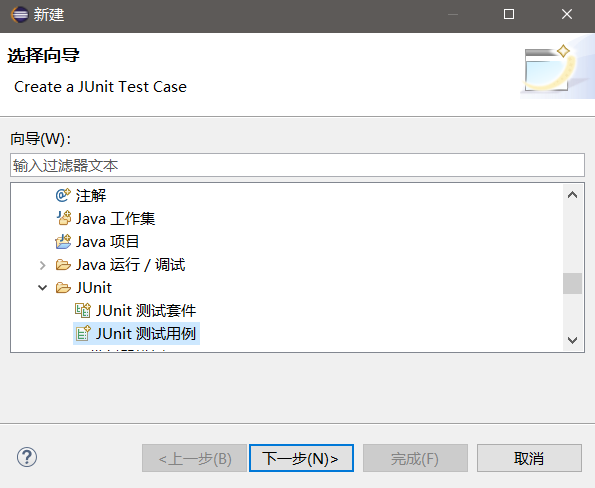 新建
选择向导
Create a JUnit Test Case
向导(W):
输入过滤器文本
注解
Java 工作集
Java 项目
Java 运行 / 调试
JUnit
JUnit 测试套件
JUnit 测试用例
<上一步(B)
下一步(N)>
完成(F)
取消